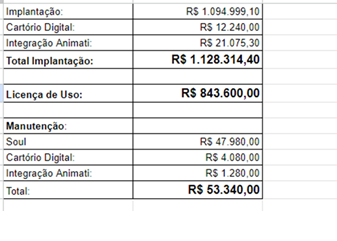 Implantação: R$ 1.094.999,10
Cartório Digital: R$ 12.240,00
Integração Animati: R$ 21.075,30
Total Implantação: R$ 1.128.314,40
Licença de Uso: R$ 843.600,00
Manutenção:
Soul R$ 47.980,00
Cartório Digital: R$ 4.080,00
Integração Animati: R$ 1.280,00
Total: R$ 53.340,00